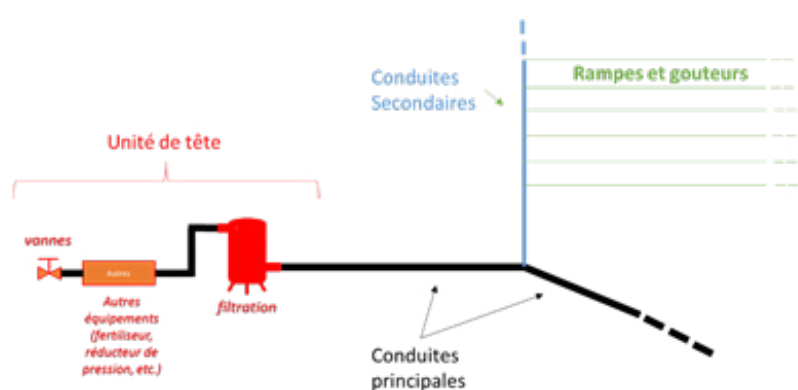 Conduites
Secondaires
Rampes et gouteurs
Unité de tête
vannes
Autres
Autres
équipements
(fertiliseur,
réducteur de
pression, etc.)
filtration
Conduites
principales